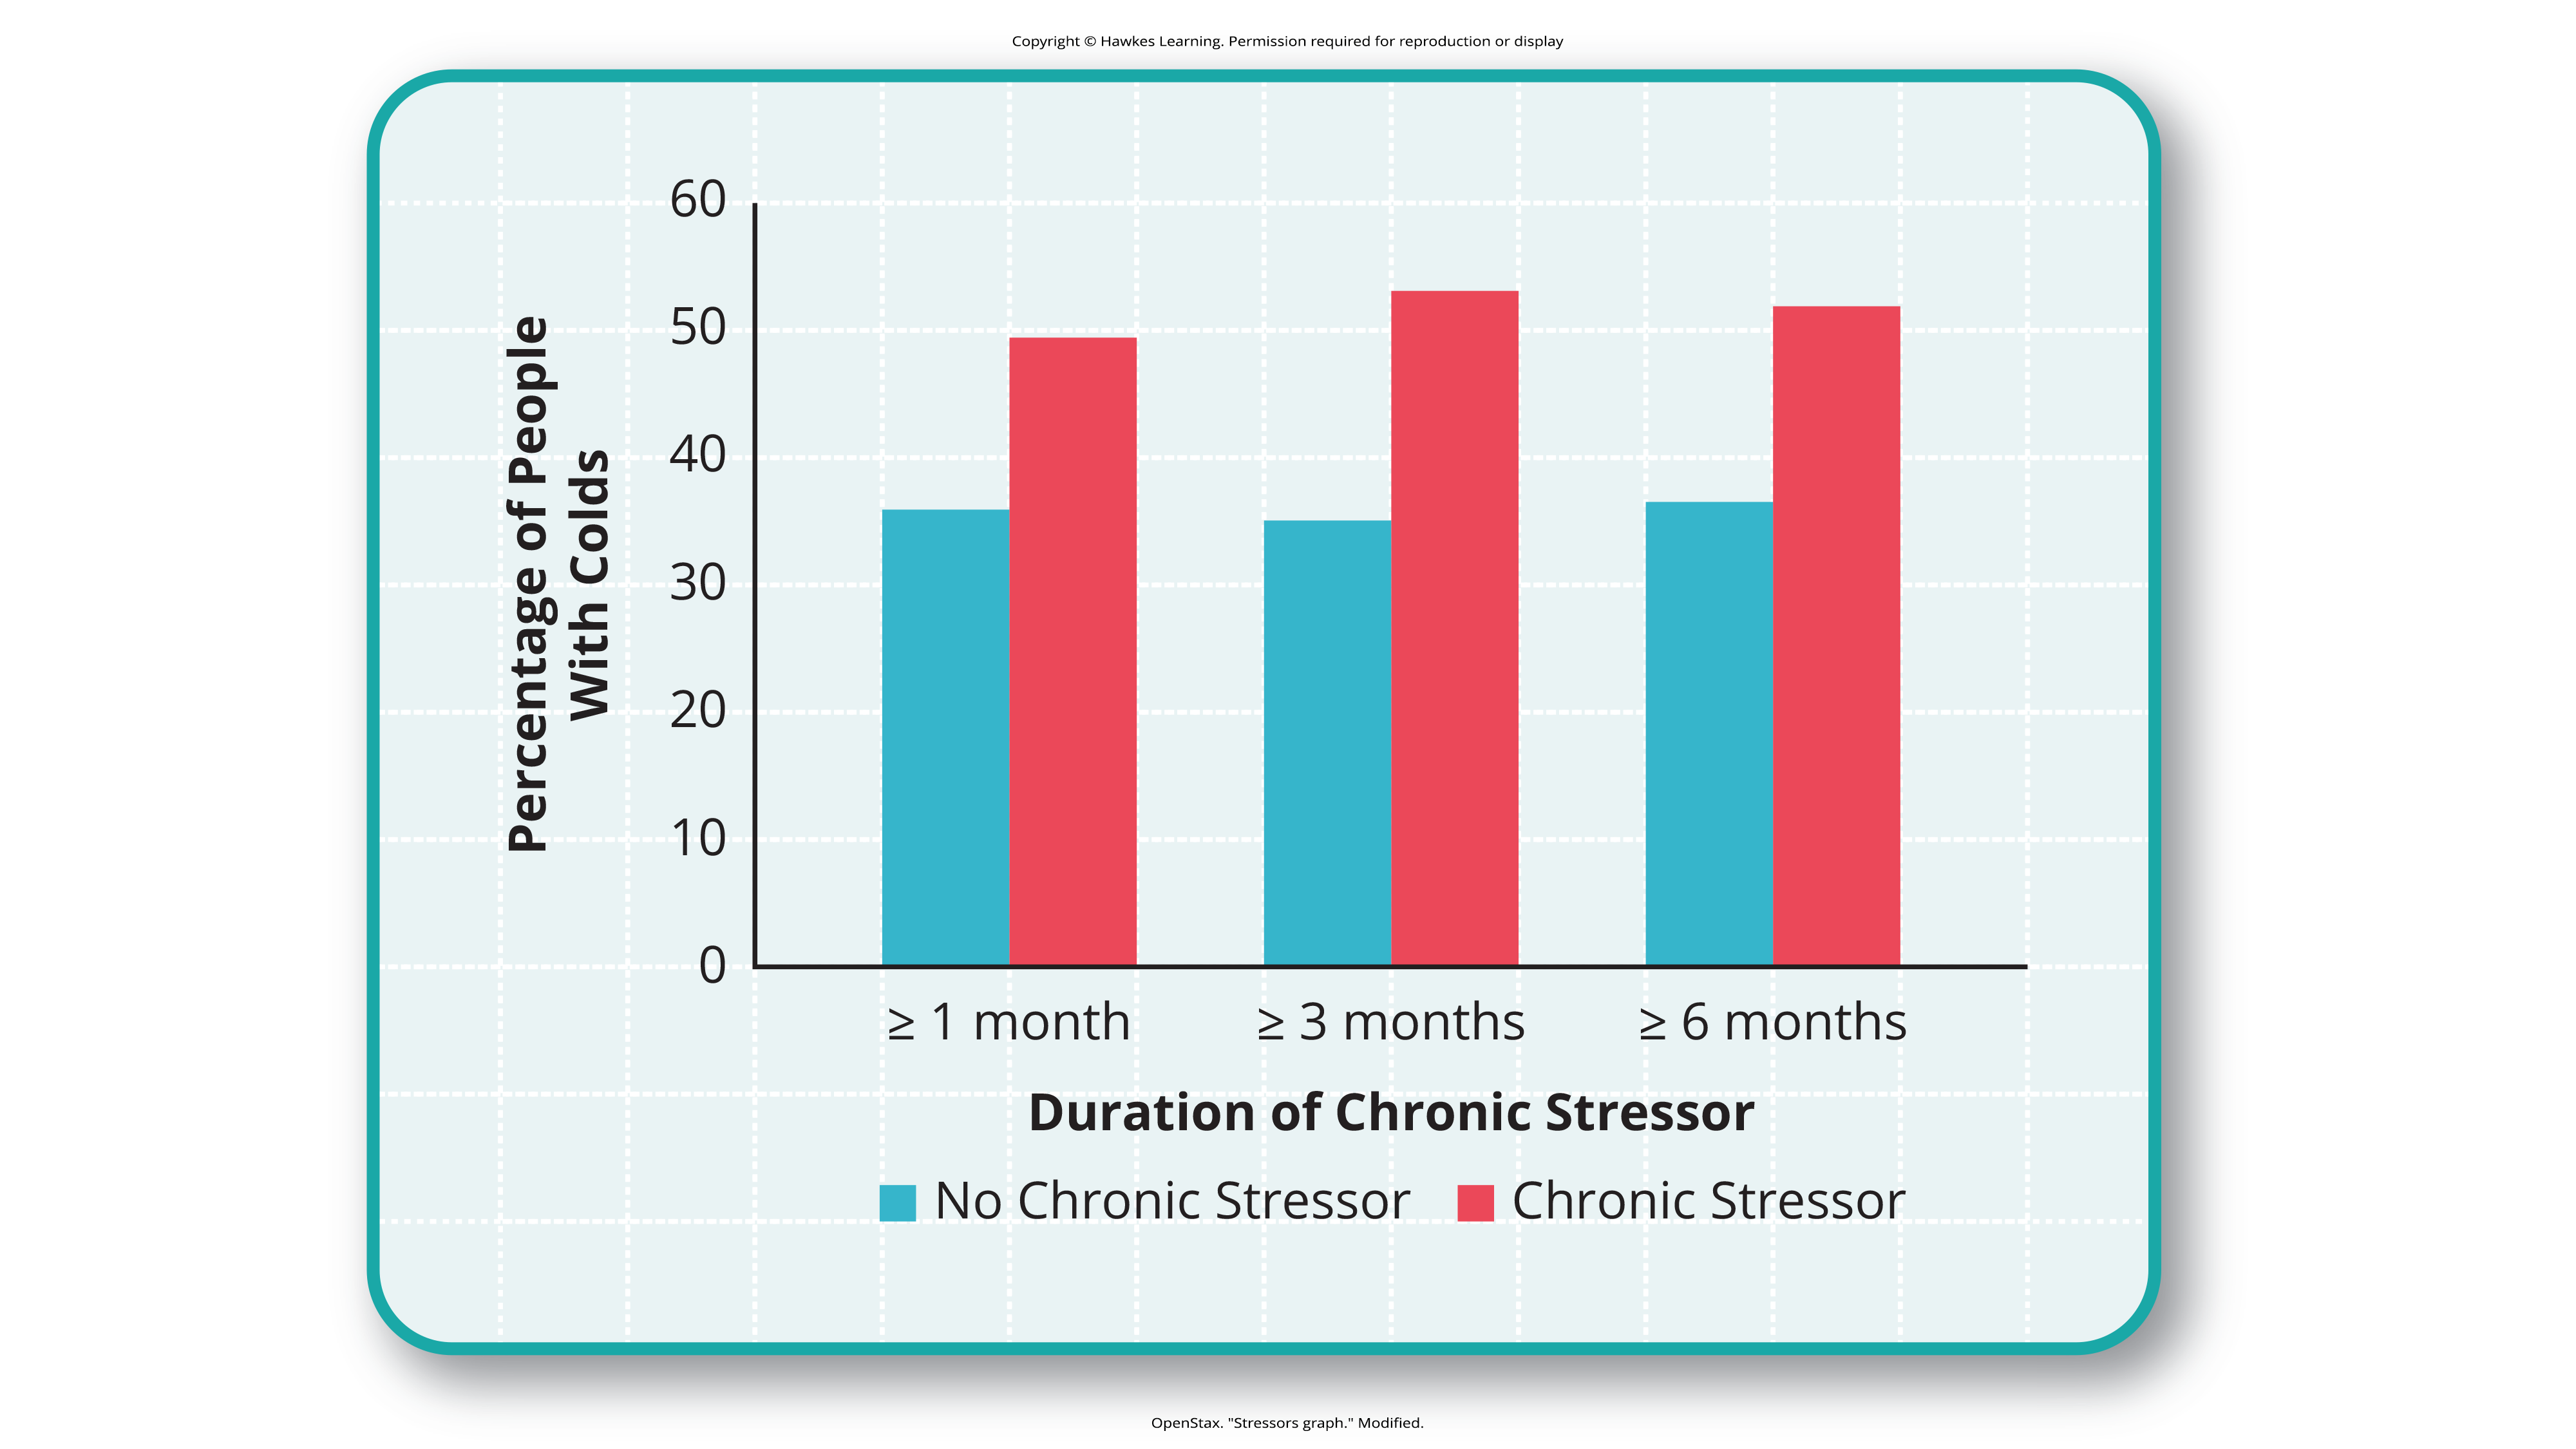 Copyright © Hawkes Learning. Permission required for reproduction or display
60
50
40
30
20
10
0
Percentage of People
With Colds
≥ 1 month
≥ 3 months
≥ 6 months
Duration of Chronic Stressor
No Chronic Stressor
Chronic Stressor
OpenStax. "Stressors graph." Modified.